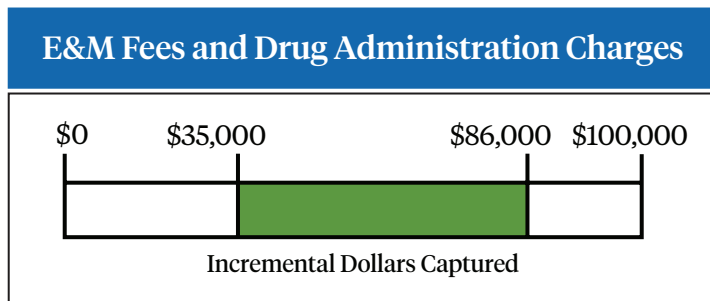 E&M Fees and Drug Administration Charges
$0 $35,000 $86,000 $100,000
Incremental Dollars Captured